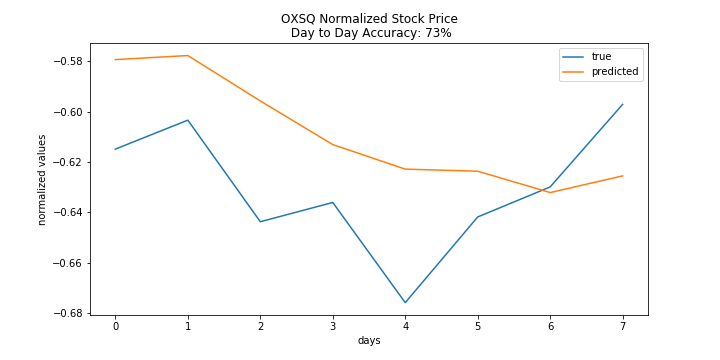 OXSQ Normalized Stock Price
Day to Day Accuracy: 73%
true
predicted
normalized values
−0.58
−0.60
−0.62
−0.64
−0.66
−0.68
0 1 2 3 4 5 6 7
days